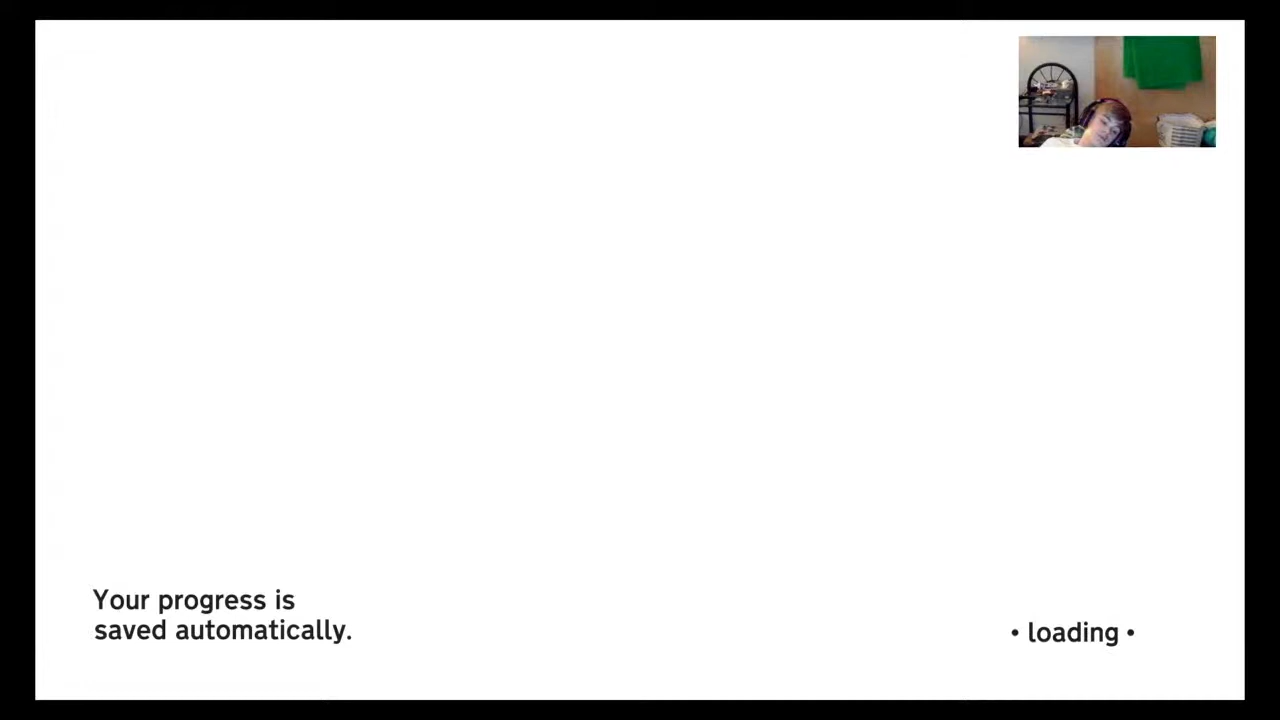 Your progress is
saved automatically.
• loading •